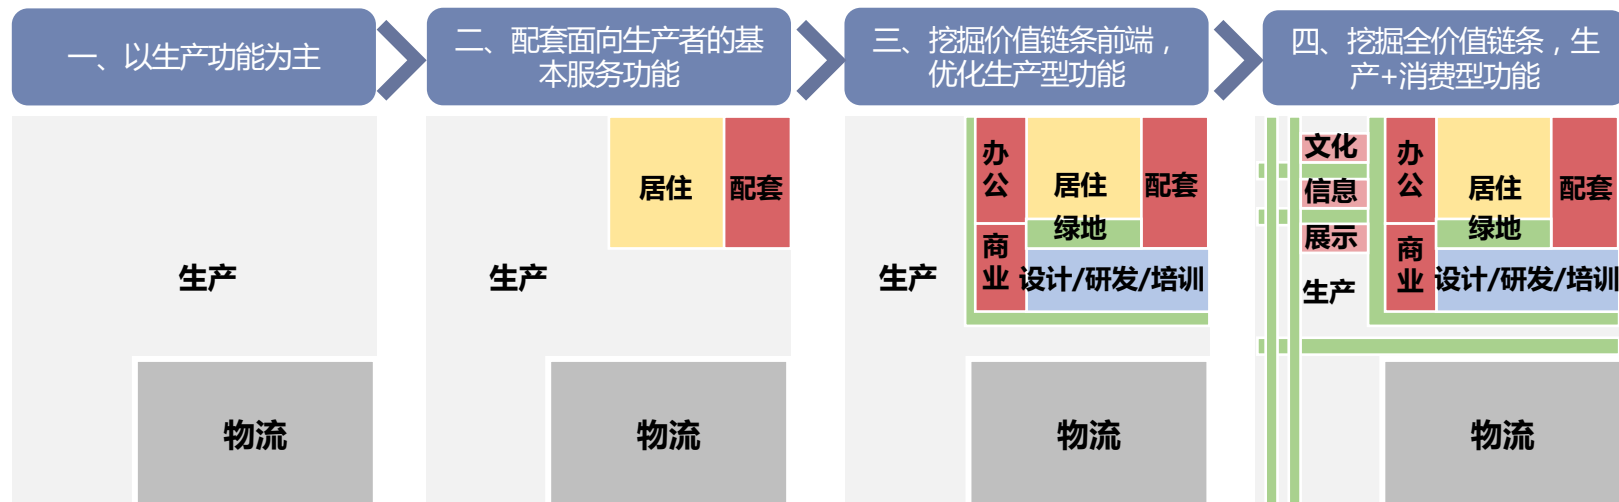 一、以生产功能为主
二、配套面向生产者的基
本服务功能
三、挖掘价值链条前端，
优化生产型功能
四、挖掘全价值链条，生
产+消费型功能
生产
物流
居住
配套
生产
物流
办
公
居住
配套
绿地
商
业
设计/研发/培训
生产
物流
文化
信息
展示
生产
办
公
居住
配套
绿地
商
业
设计/研发/培训
物流